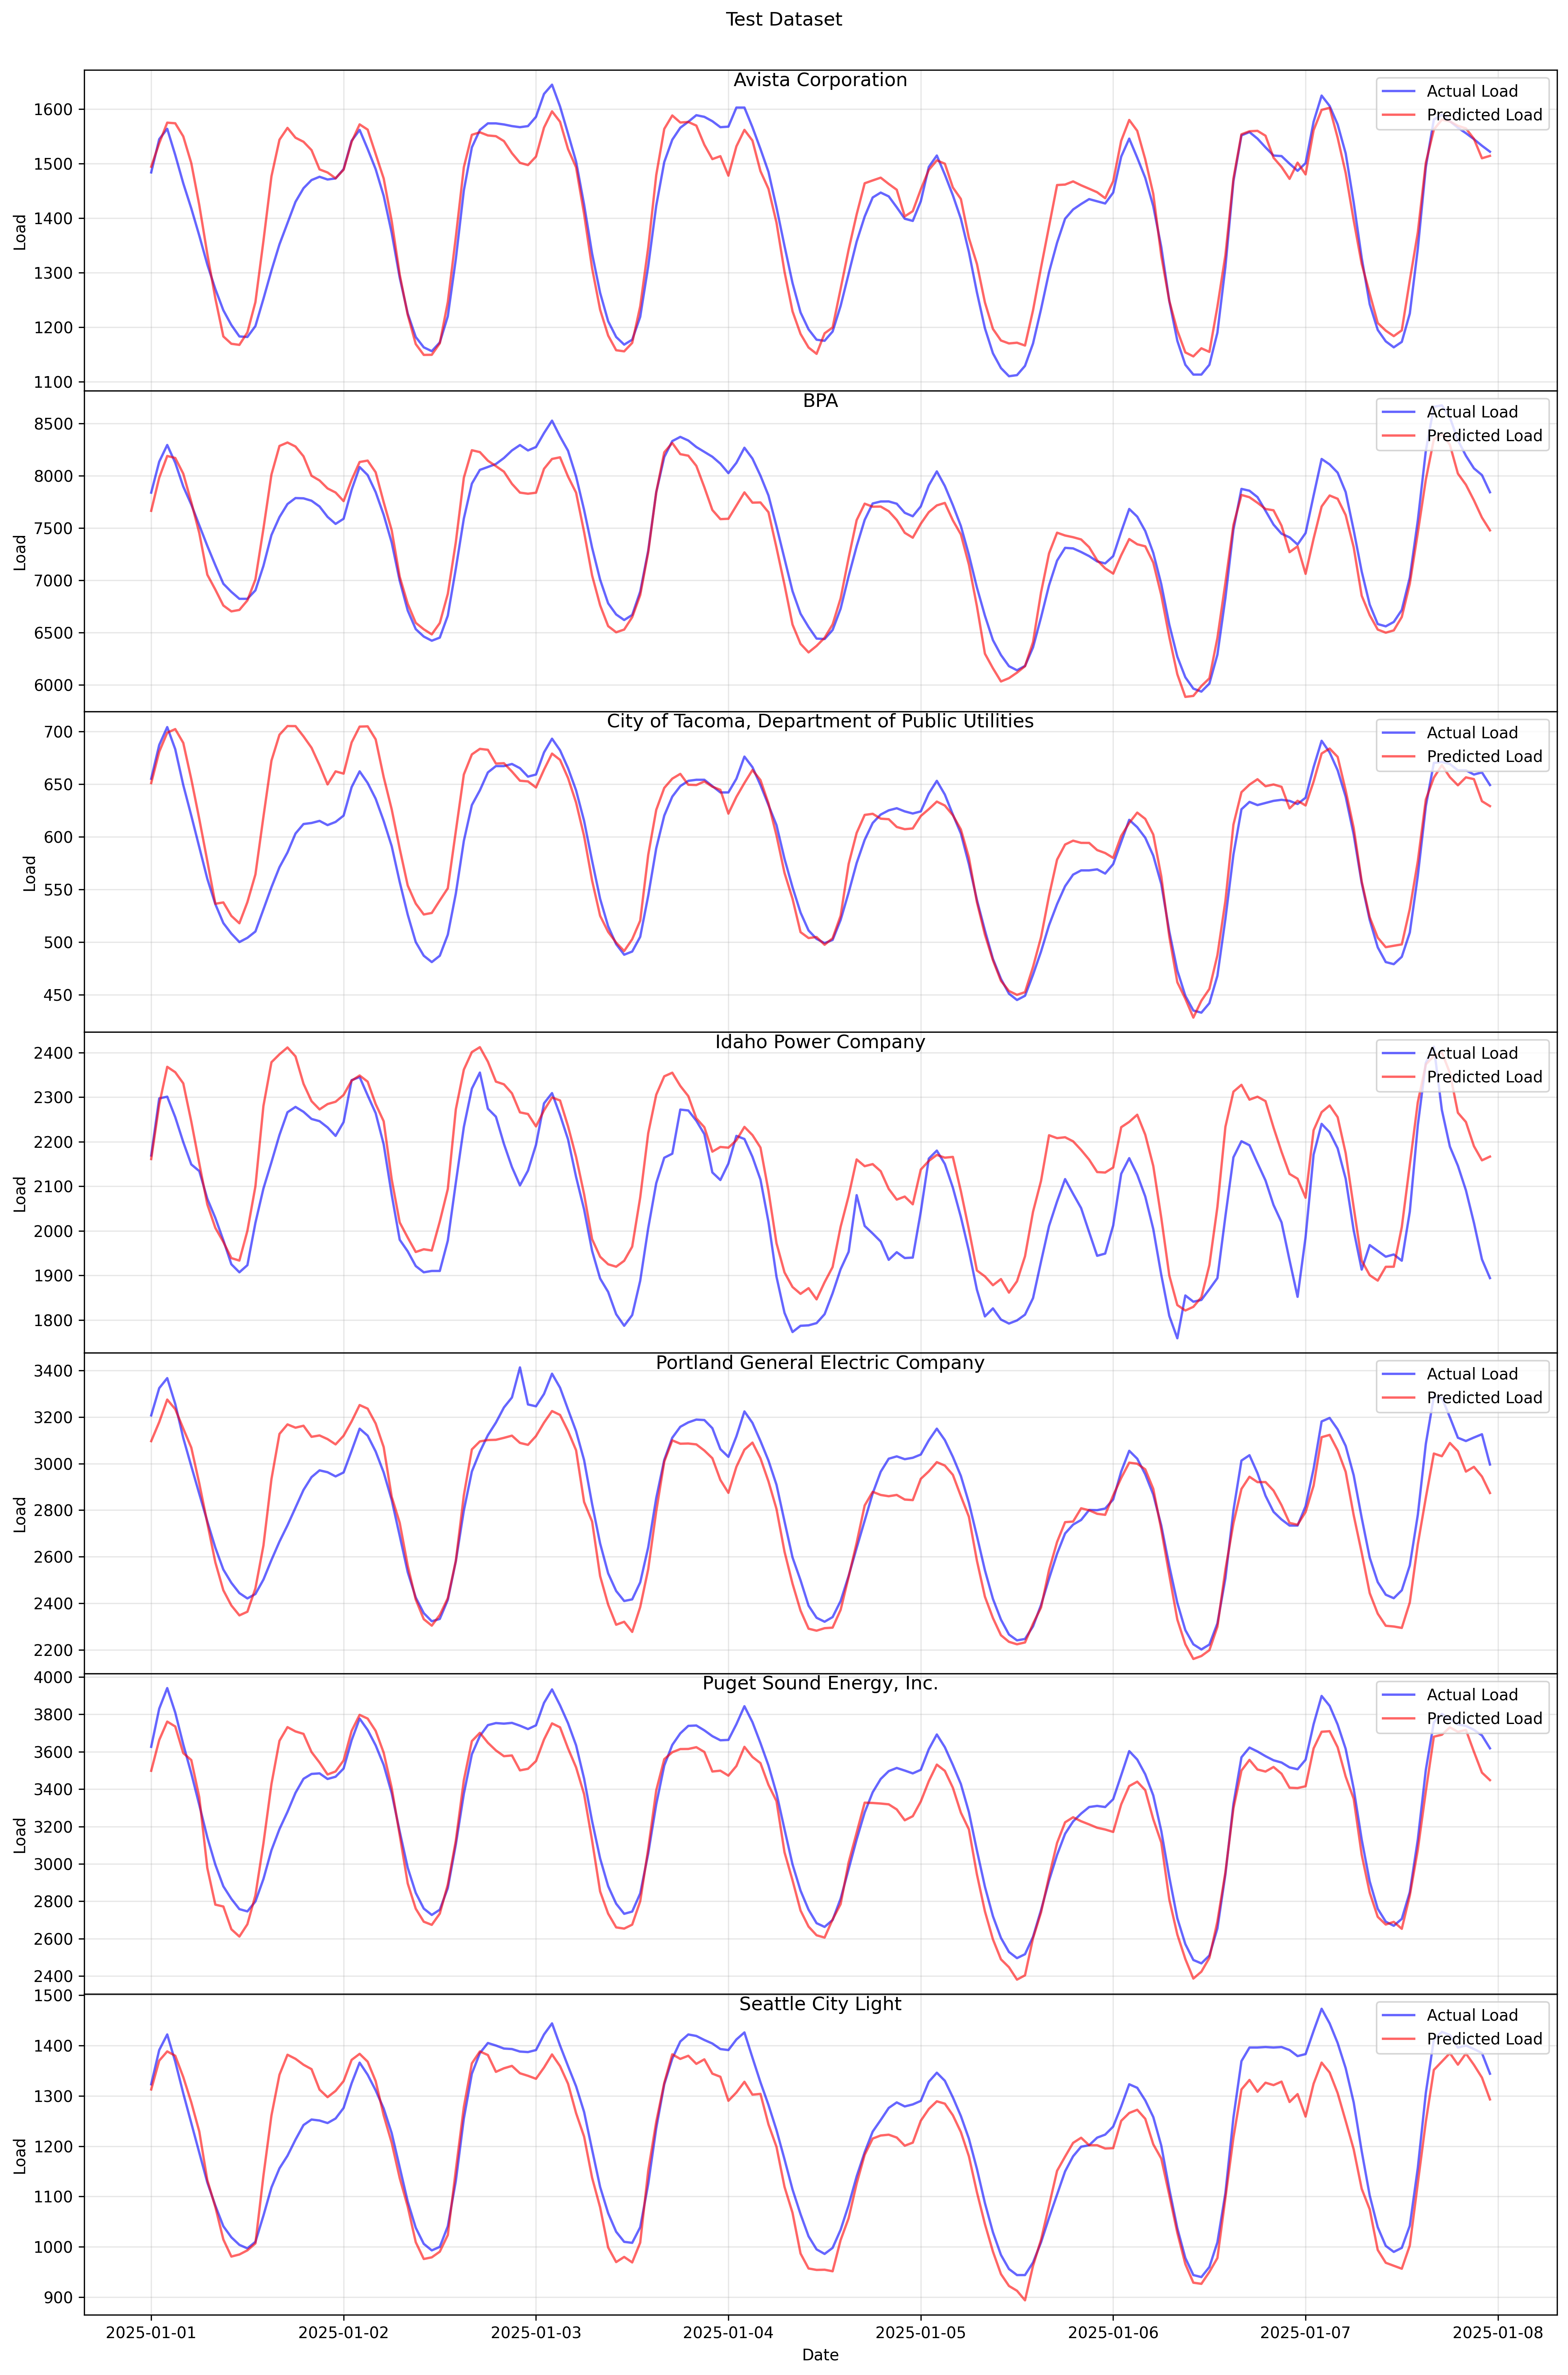 Test Dataset
Avista Corporation
Actual Load
Predicted Load
Load
1600
1500
1400
1300
1200
1100
BPA
Actual Load
Predicted Load
Load
8500
8000
7500
7000
6500
6000
City of Tacoma, Department of Public Utilities
Actual Load
Predicted Load
Load
700
650
600
550
500
450
Idaho Power Company
Actual Load
Predicted Load
Load
2400
2300
2200
2100
2000
1900
1800
Portland General Electric Company
Actual Load
Predicted Load
Load
3400
3200
3000
2800
2600
2400
2200
Puget Sound Energy, Inc.
Actual Load
Predicted Load
Load
4000
3800
3600
3400
3200
3000
2800
2600
2400
Seattle City Light
Actual Load
Predicted Load
Load
1500
1400
1300
1200
1100
1000
900
2025-01-01 2025-01-02 2025-01-03 2025-01-04 2025-01-05 2025-01-06 2025-01-07 2025-01-08
Date